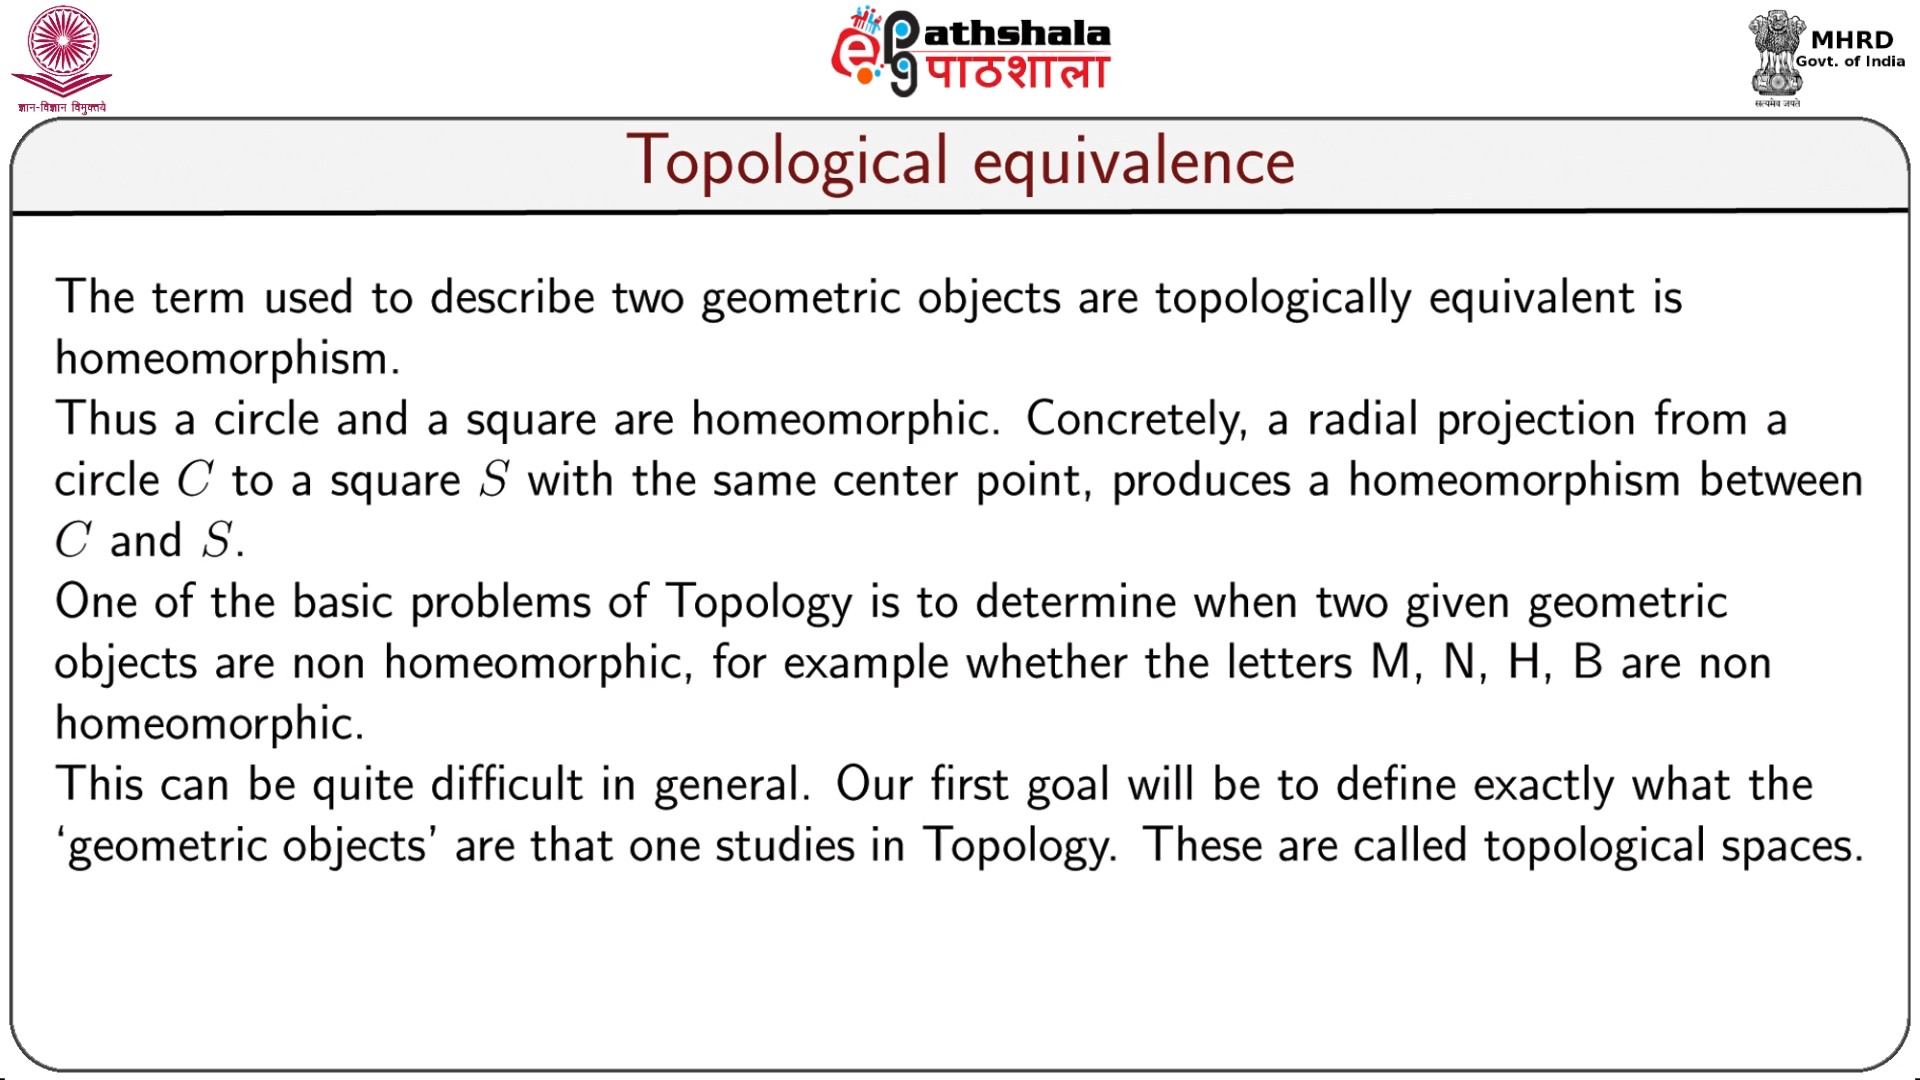 ज्ञान-विज्ञान विमुक्तये
ePG Pathshala
पाठशाला
MHRD
Govt. of India
सत्यमेव जयते
Topological equivalence
The term used to describe two geometric objects are topologically equivalent is
homeomorphism.
Thus a circle and a square are homeomorphic. Concretely, a radial projection from a
circle C to a square S with the same center point, produces a homeomorphism between
C and S.
One of the basic problems of Topology is to determine when two given geometric
objects are non homeomorphic, for example whether the letters M, N, H, B are non
homeomorphic.
This can be quite difficult in general. Our first goal will be to define exactly what the
‘geometric objects’ are that one studies in Topology. These are called topological spaces.